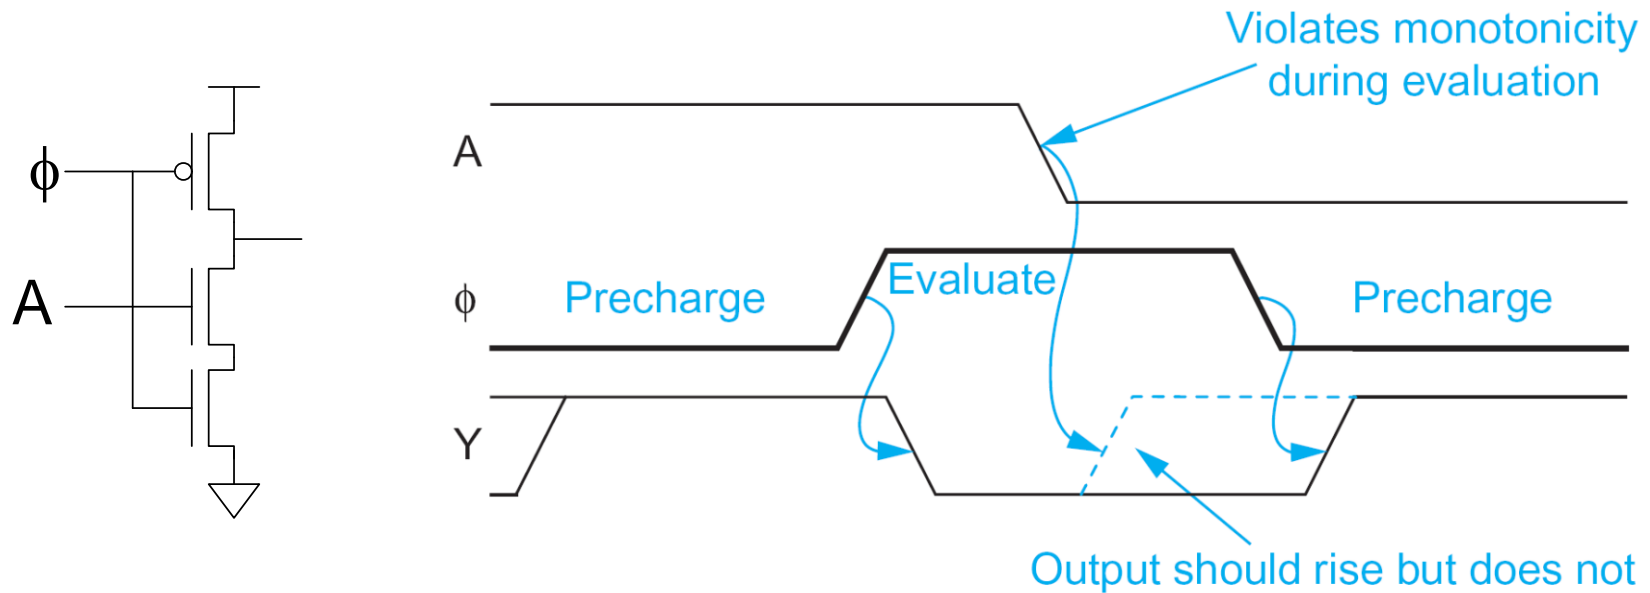 ϕ
A
Violates monotonicity
during evaluation
A
ϕ
Precharge
Evaluate
Precharge
Y
Output should rise but does not